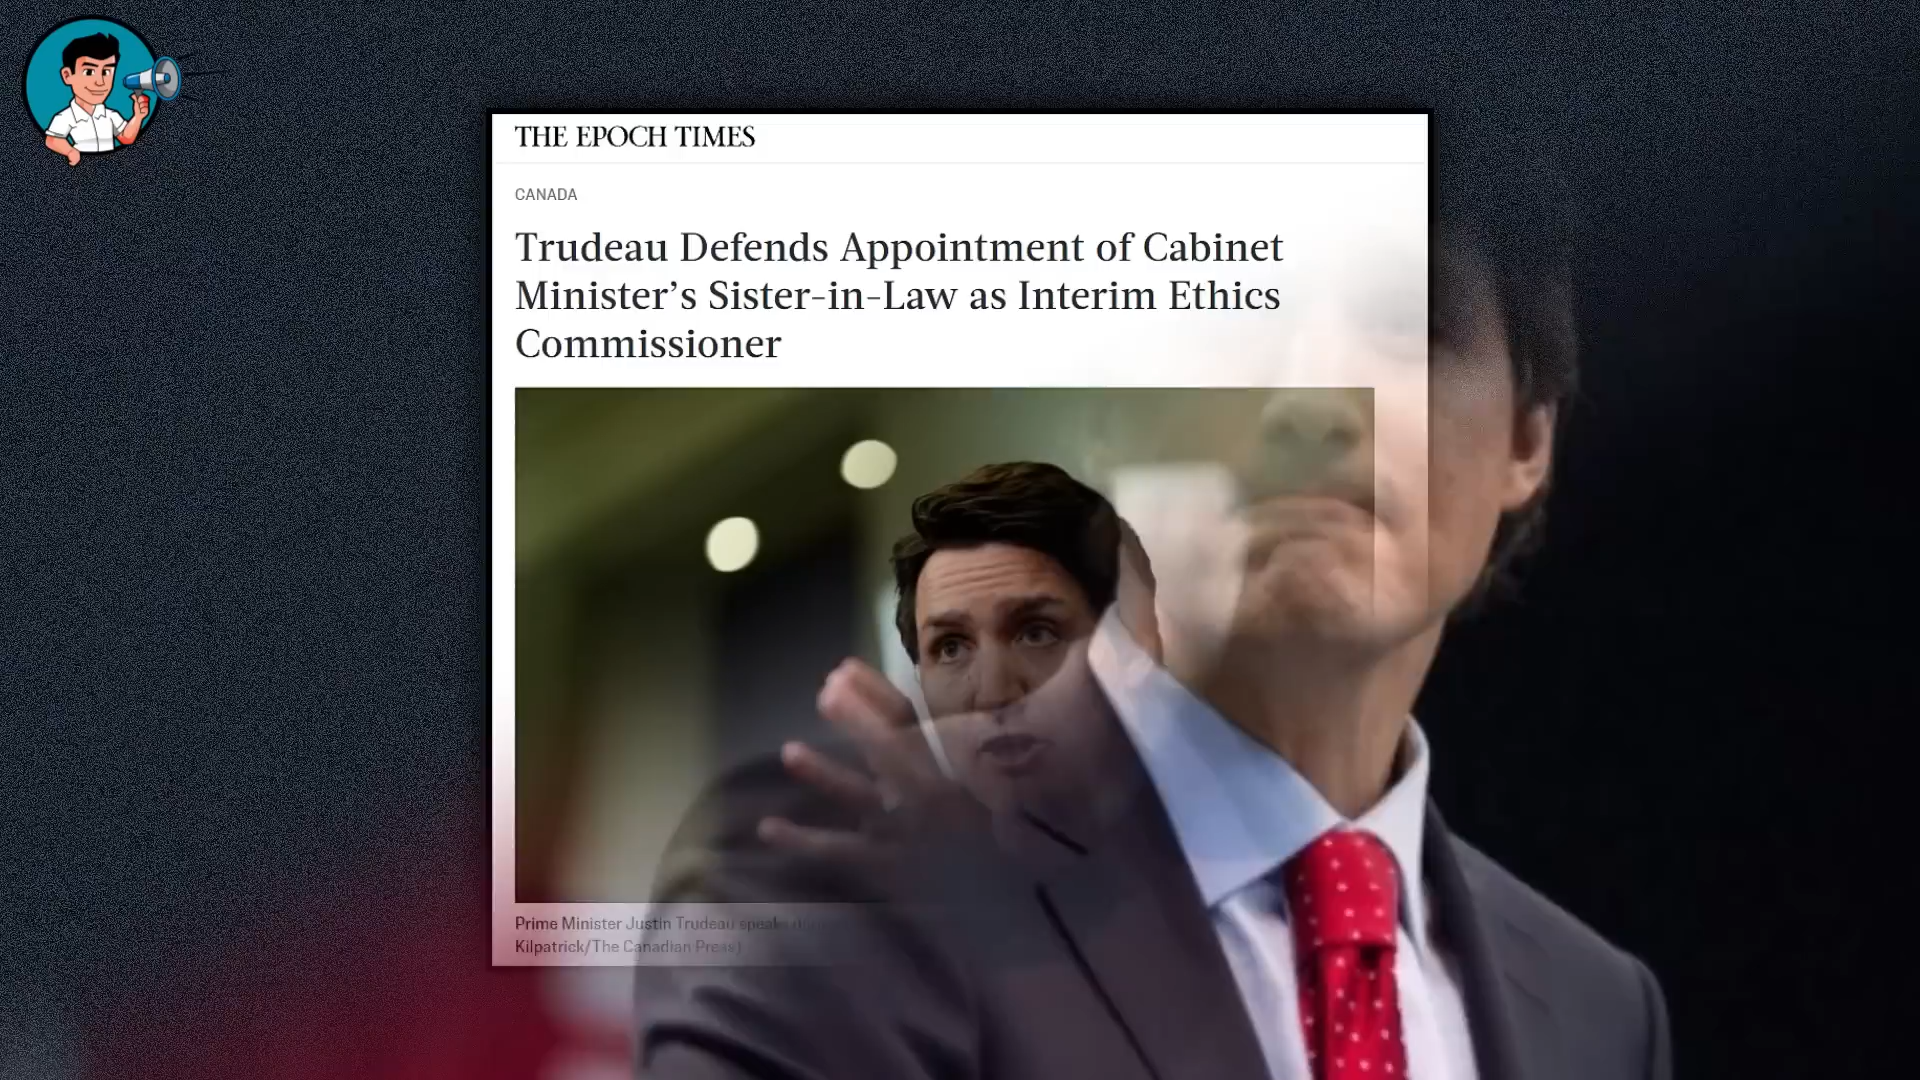 THE EPOCH TIMES
CANADA
Trudeau Defends Appointment of Cabinet
Minister’s Sister-in-Law as Interim Ethics
Commissioner
Prime Minister Justin Trudeau speaks
Kilpatrick/The Canadian Press)